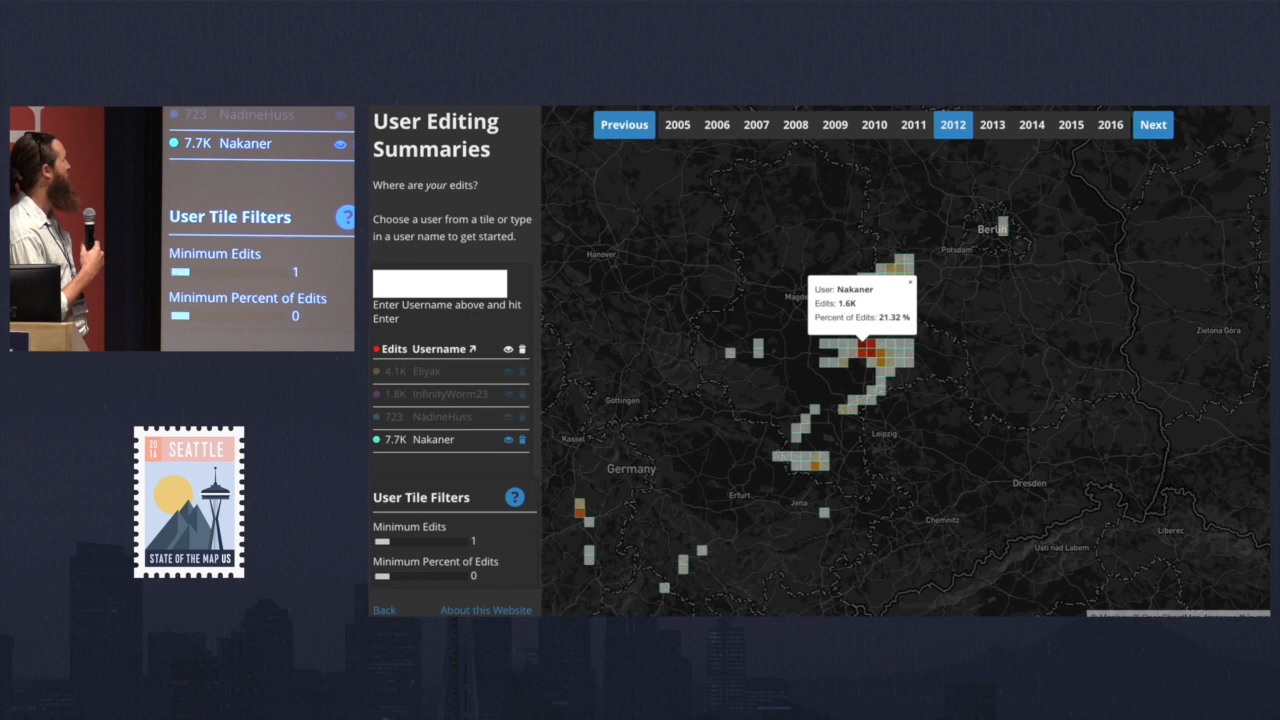 723 NadineHuss
7.7K Nakaner
User Tile Filters ?
Minimum Edits
1
Minimum Percent of Edits
0
20
16
SEATTLE
STATE OF THE MAP US
User Editing
Summaries
Where are your edits?
Choose a user from a tile or type
in a user name to get started.
Enter Username above and hit
Enter
Edits Username
4.1K Eliyak
1.8K InfinityWorm23
723 NadineHuss
7.7K Nakaner
User Tile Filters ?
Minimum Edits
1
Minimum Percent of Edits
0
Back About this Website
Previous 2005 2006 2007 2008 2009 2010 2011 2012 2013 2014 2015 2016 Next
Berlin
Hanover
Potsdam
User: Nakaner
Edits: 1.6K
Percent of Edits: 21.32 %
Magde
Zielona Góra
Göttingen
Leipzig
Kassel
Germany
Dresden
Erfurt
Jena
Chemnitz
Liberec
Ústí nad Labem